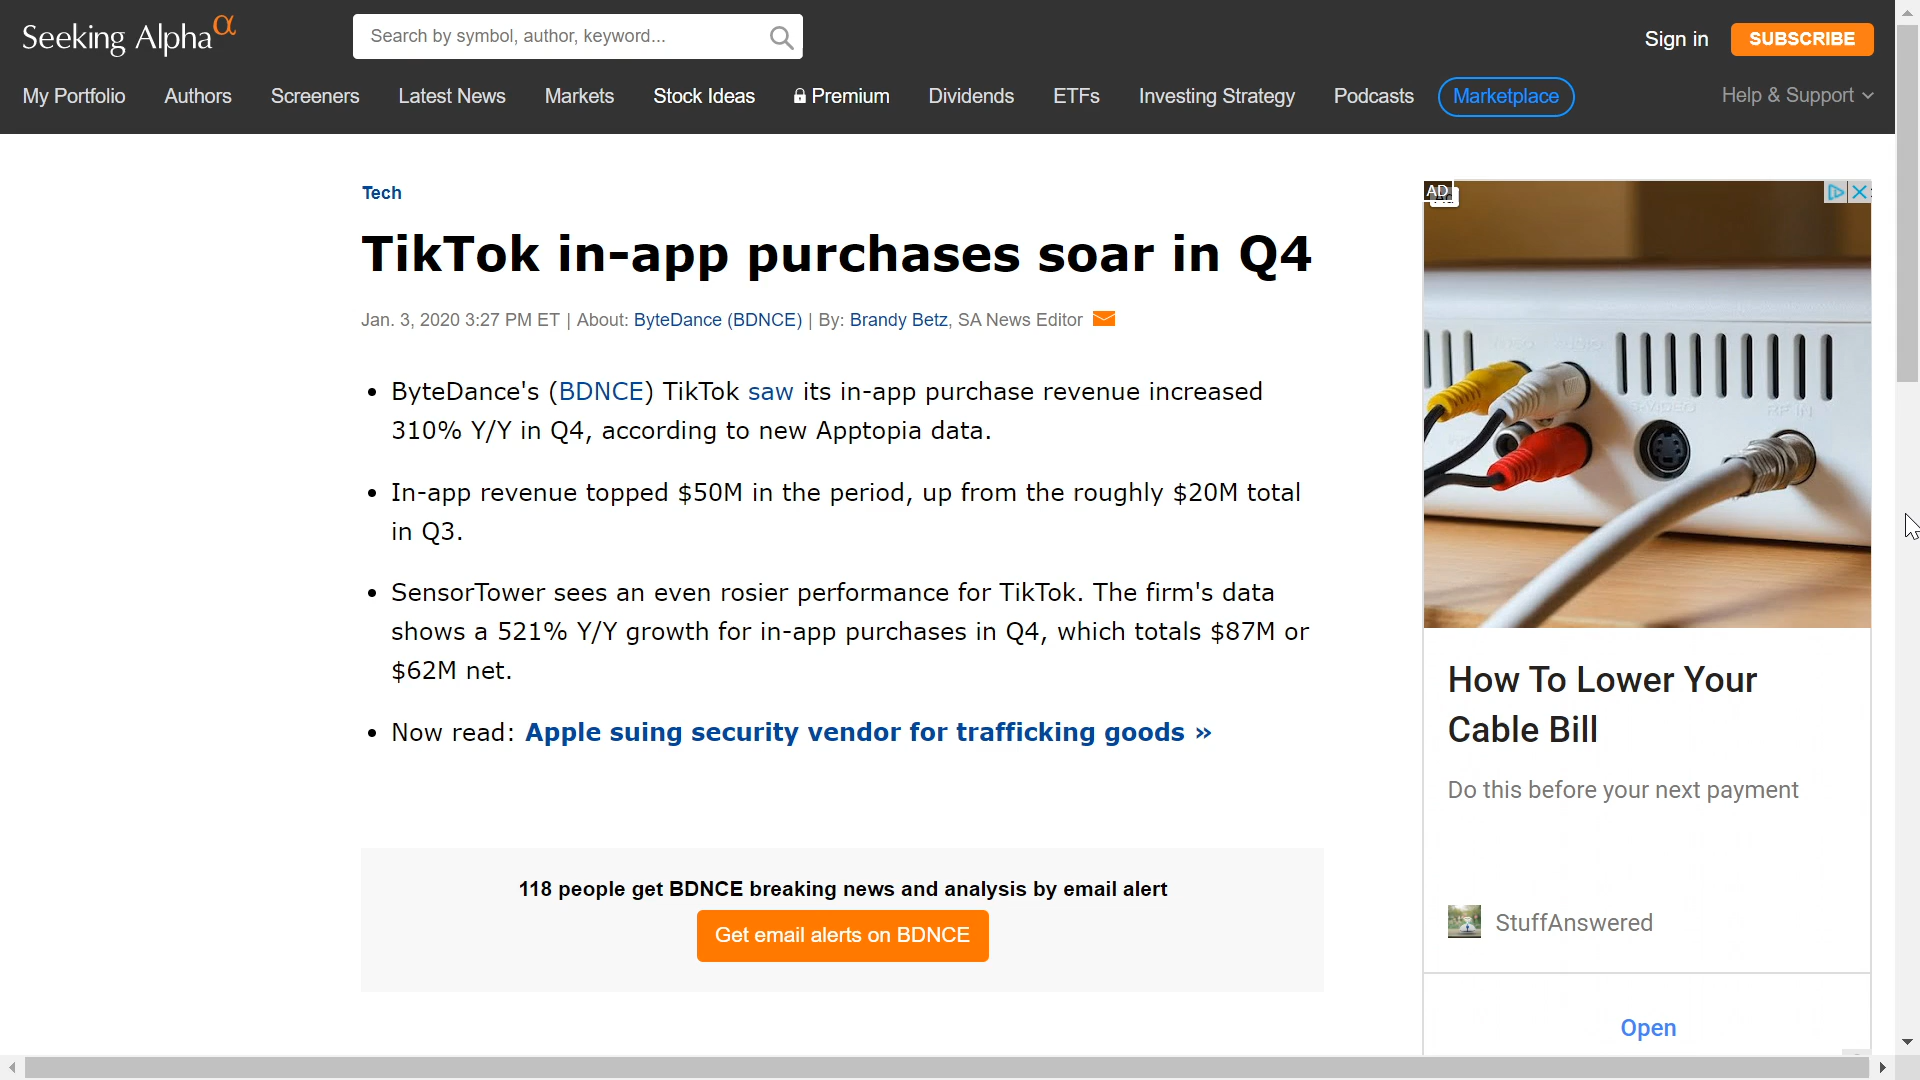 Seeking Alpha α
Search by symbol, author, keyword...
Sign in
SUBSCRIBE
My Portfolio Authors Screeners Latest News Markets Stock Ideas Premium Dividends ETFs Investing Strategy Podcasts Marketplace Help & Support
Tech
TikTok in-app purchases soar in Q4
Jan. 3, 2020 3:27 PM ET | About: ByteDance (BDNCE) | By: Brandy Betz, SA News Editor
• ByteDance's (BDNCE) TikTok saw its in-app purchase revenue increased
310% Y/Y in Q4, according to new Apptopia data.
• In-app revenue topped $50M in the period, up from the roughly $20M total
in Q3.
• SensorTower sees an even rosier performance for TikTok. The firm's data
shows a 521% Y/Y growth for in-app purchases in Q4, which totals $87M or
$62M net.
• Now read: Apple suing security vendor for trafficking goods »
118 people get BDNCE breaking news and analysis by email alert
Get email alerts on BDNCE
AD
S-VIDEO
RF IN
How To Lower Your
Cable Bill
Do this before your next payment
StuffAnswered
Open